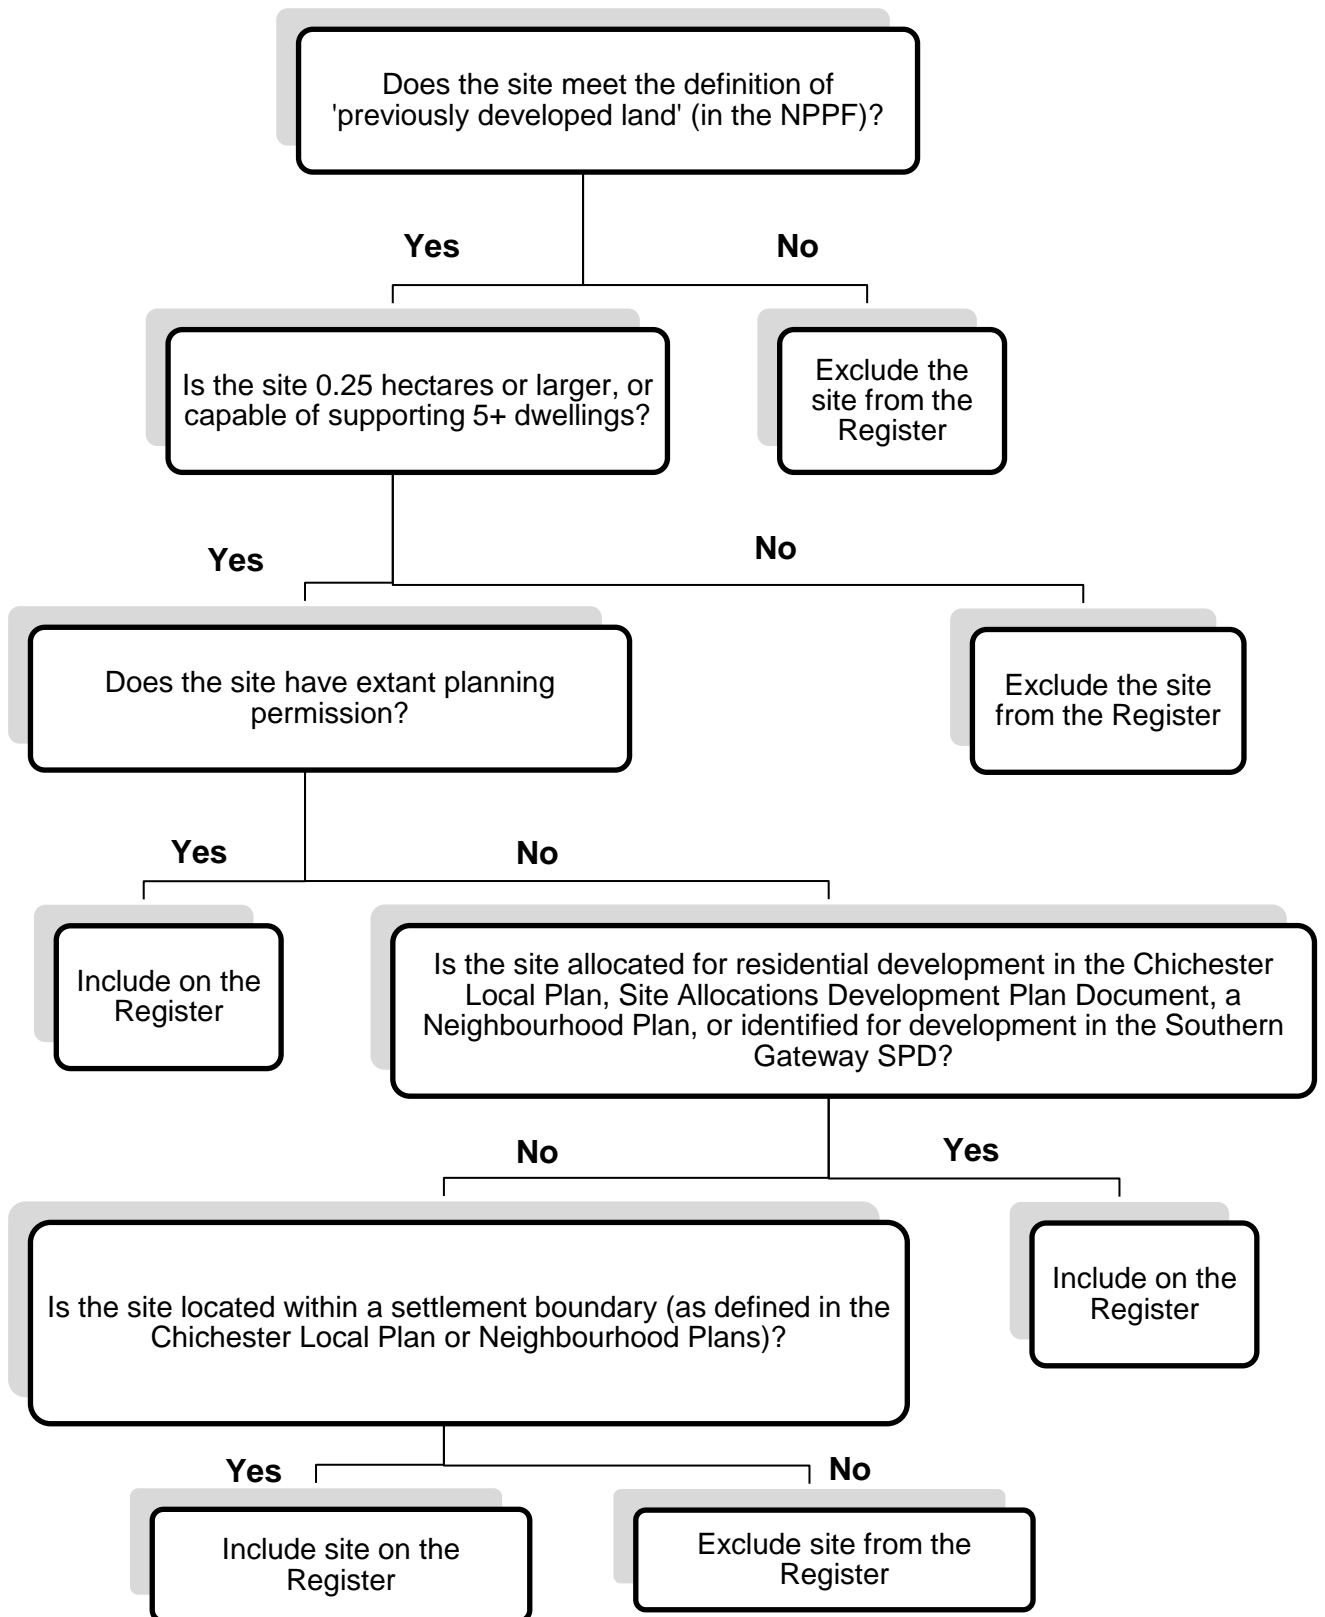 Does the site meet the definition of
'previously developed land' (in the NPPF)?
Yes
No
Is the site 0.25 hectares or larger, or
capable of supporting 5+ dwellings?
Exclude the
site from the
Register
Yes
No
Does the site have extant planning
permission?
Exclude the site
from the Register
Yes
No
Include on the
Register
Is the site allocated for residential development in the Chichester
Local Plan, Site Allocations Development Plan Document, a
Neighbourhood Plan, or identified for development in the Southern
Gateway SPD?
No
Yes
Is the site located within a settlement boundary (as defined in the
Chichester Local Plan or Neighbourhood Plans)?
Include on the
Register
Yes
No
Include site on the
Register
Exclude site from the
Register